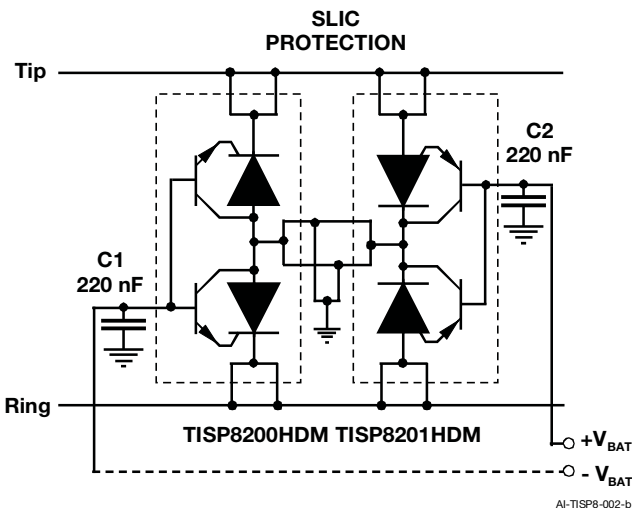 SLIC
PROTECTION
Tip
C2
220 nF
C1
220 nF
Ring
TISP8200HDM TISP8201HDM
+VBAT
- VBAT
AI-TISP8-002-b